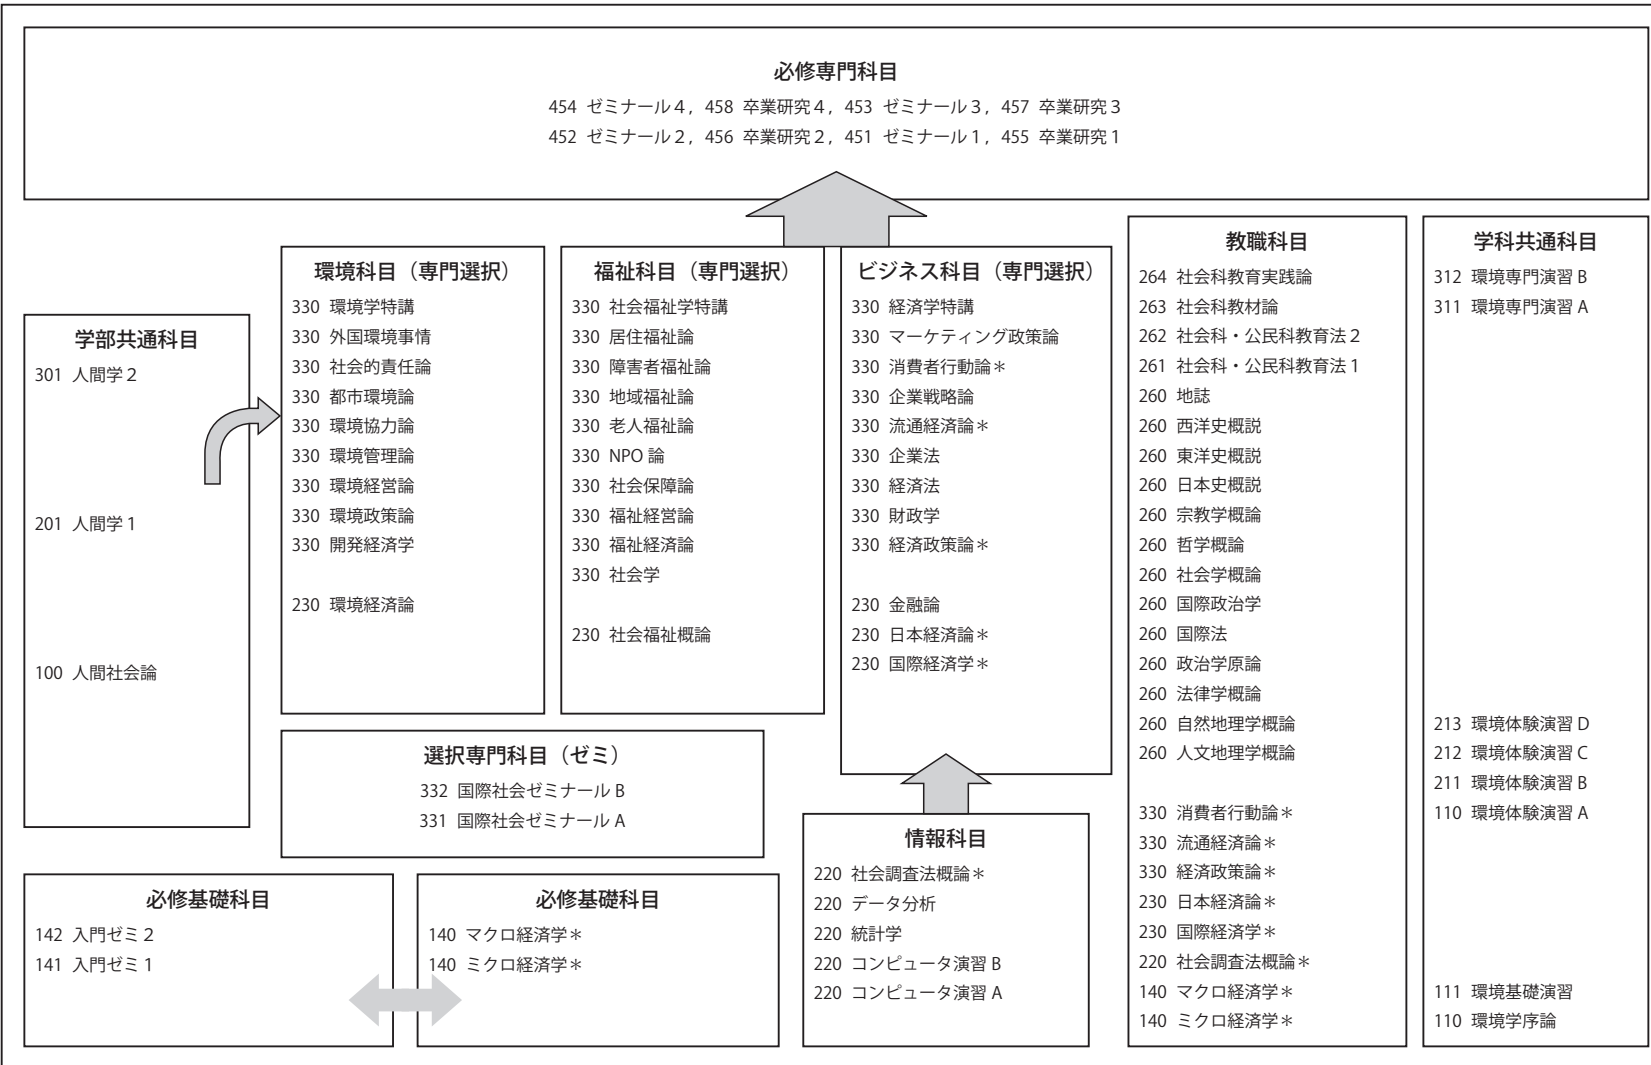 必修専門科目
454 ゼミナール4，458 卒業研究4，453 ゼミナール3，457 卒業研究3
452 ゼミナール2，456 卒業研究2，451 ゼミナール1，455 卒業研究1
学部共通科目
301 人間学2
201 人間学1
100 人間社会論
環境科目（専門選択）
330 環境学特講
330 外国環境事情
330 社会的責任論
330 都市環境論
330 環境協力論
330 環境管理論
330 環境経営論
330 環境政策論
330 開発経済学
230 環境経済論
福祉科目（専門選択）
330 社会福祉学特講
330 居住福祉論
330 障害者福祉論
330 地域福祉論
330 老人福祉論
330 NPO 論
330 社会保障論
330 福祉経営論
330 福祉経済論
330 社会学
230 社会福祉概論
ビジネス科目（専門選択）
330 経済学特講
330 マーケティング政策論
330 消費者行動論＊
330 企業戦略論
330 流通経済論＊
330 企業法
330 経済法
330 財政学
330 経済政策論＊
230 金融論
230 日本経済論＊
230 国際経済学＊
選択専門科目（ゼミ）
332 国際社会ゼミナール B
331 国際社会ゼミナール A
必修基礎科目
142 入門ゼミ2
141 入門ゼミ1
必修基礎科目
140 マクロ経済学＊
140 ミクロ経済学＊
情報科目
220 社会調査法概論＊
220 データ分析
220 統計学
220 コンピュータ演習 B
220 コンピュータ演習 A
教職科目
264 社会科教育実践論
263 社会科教材論
262 社会科・公民科教育法2
261 社会科・公民科教育法1
260 地誌
260 西洋史概説
260 東洋史概説
260 日本史概説
260 宗教学概論
260 哲学概論
260 社会学概論
260 国際政治学
260 国際法
260 政治学原論
260 法律学概論
260 自然地理学概論
260 人文地理学概論
330 消費者行動論＊
330 流通経済論＊
330 経済政策論＊
230 日本経済論＊
230 国際経済学＊
220 社会調査法概論＊
140 マクロ経済学＊
140 ミクロ経済学＊
学科共通科目
312 環境専門演習 B
311 環境専門演習 A
213 環境体験演習 D
212 環境体験演習 C
211 環境体験演習 B
110 環境体験演習 A
111 環境基礎演習
110 環境学序論